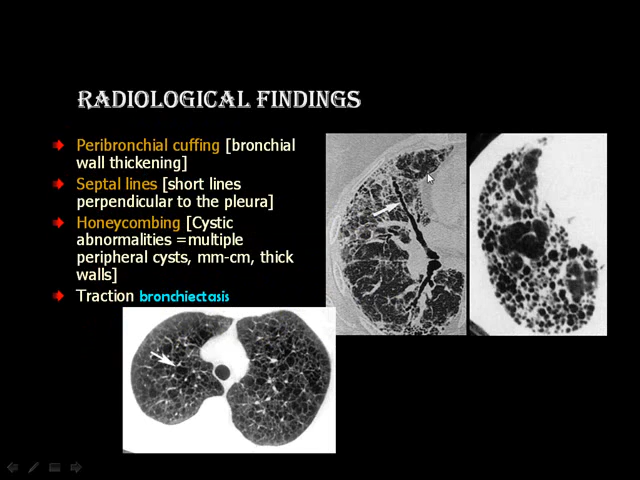 RADIOLOGICAL FINDINGS
Peribronchial cuffing [bronchial
wall thickening]
Septal lines [short lines
perpendicular to the pleura]
Honeycombing [Cystic
abnormalities =multiple
peripheral cysts, mm-cm, thick
walls]
Traction bronchiectasis